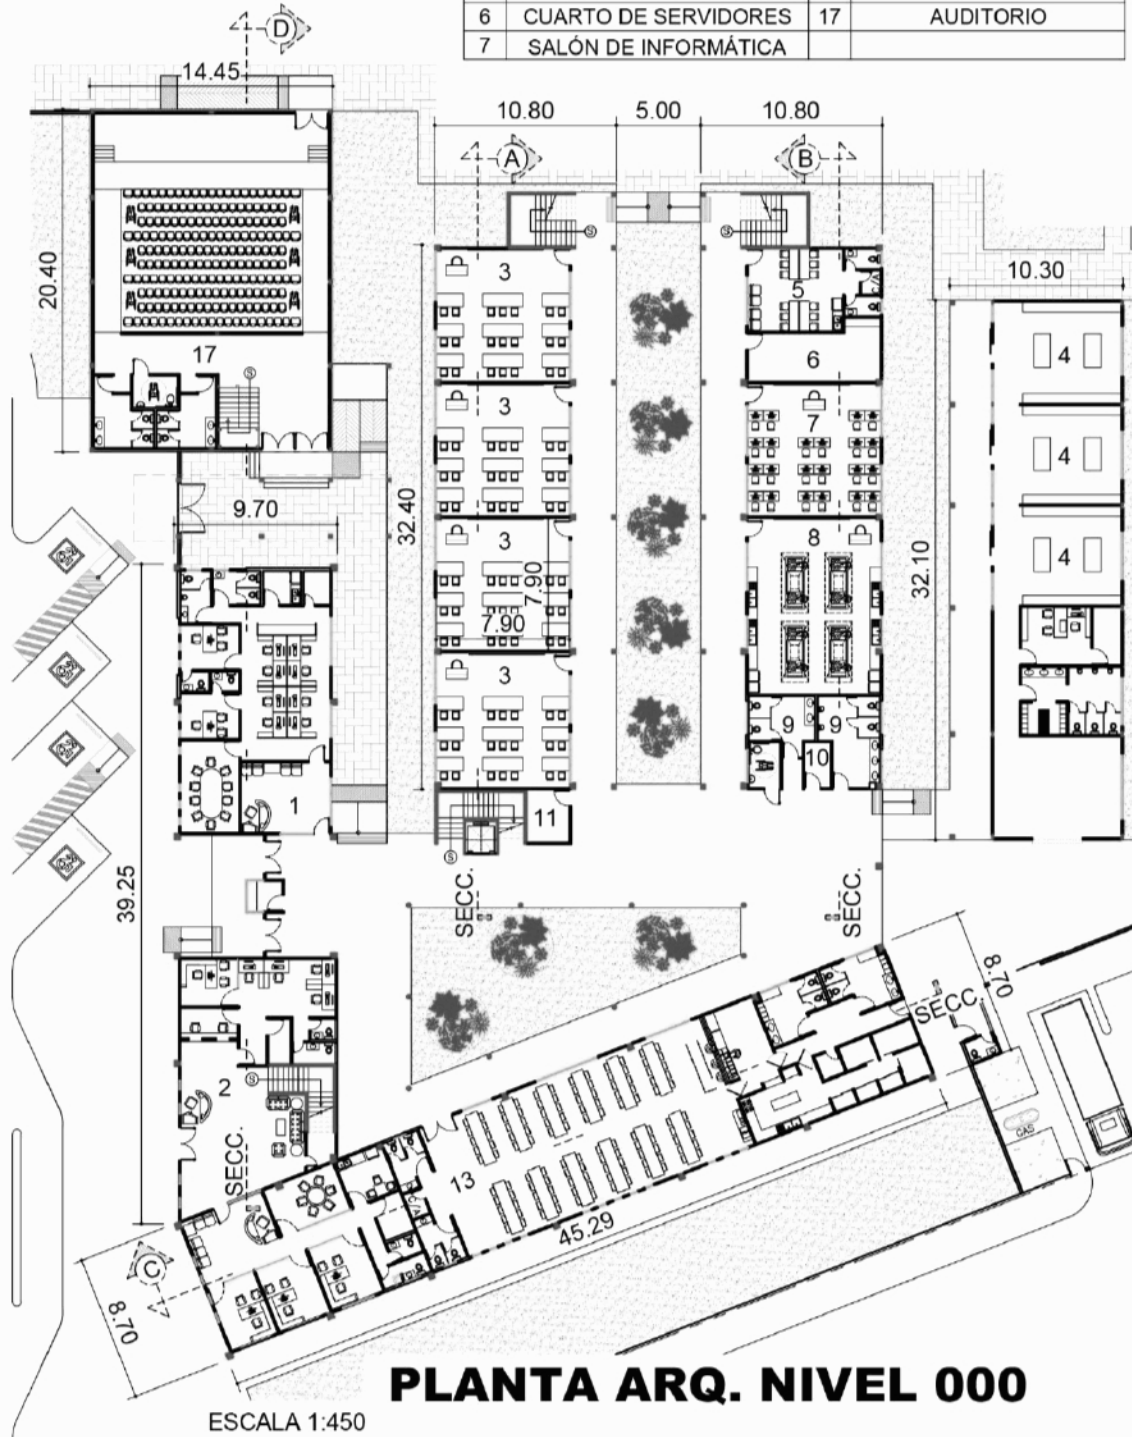 6 CUARTO DE SERVIDORES 17 AUDITORIO
7 SALÓN DE INFORMÁTICA
D
14.45
10.80 5.00 10.80
A B
20.40
3 5 10.30
6 4
17
3 7 4
32.40
9.70
3 8 4
7.90
7.90
32.10
3
9 9
10
1 11
S
39.25
SECC. SECC.
8.70
SECC.
2
S
SECC.
13
GAS
45.29
C
8.70
PLANTA ARQ. NIVEL 000
ESCALA 1:450